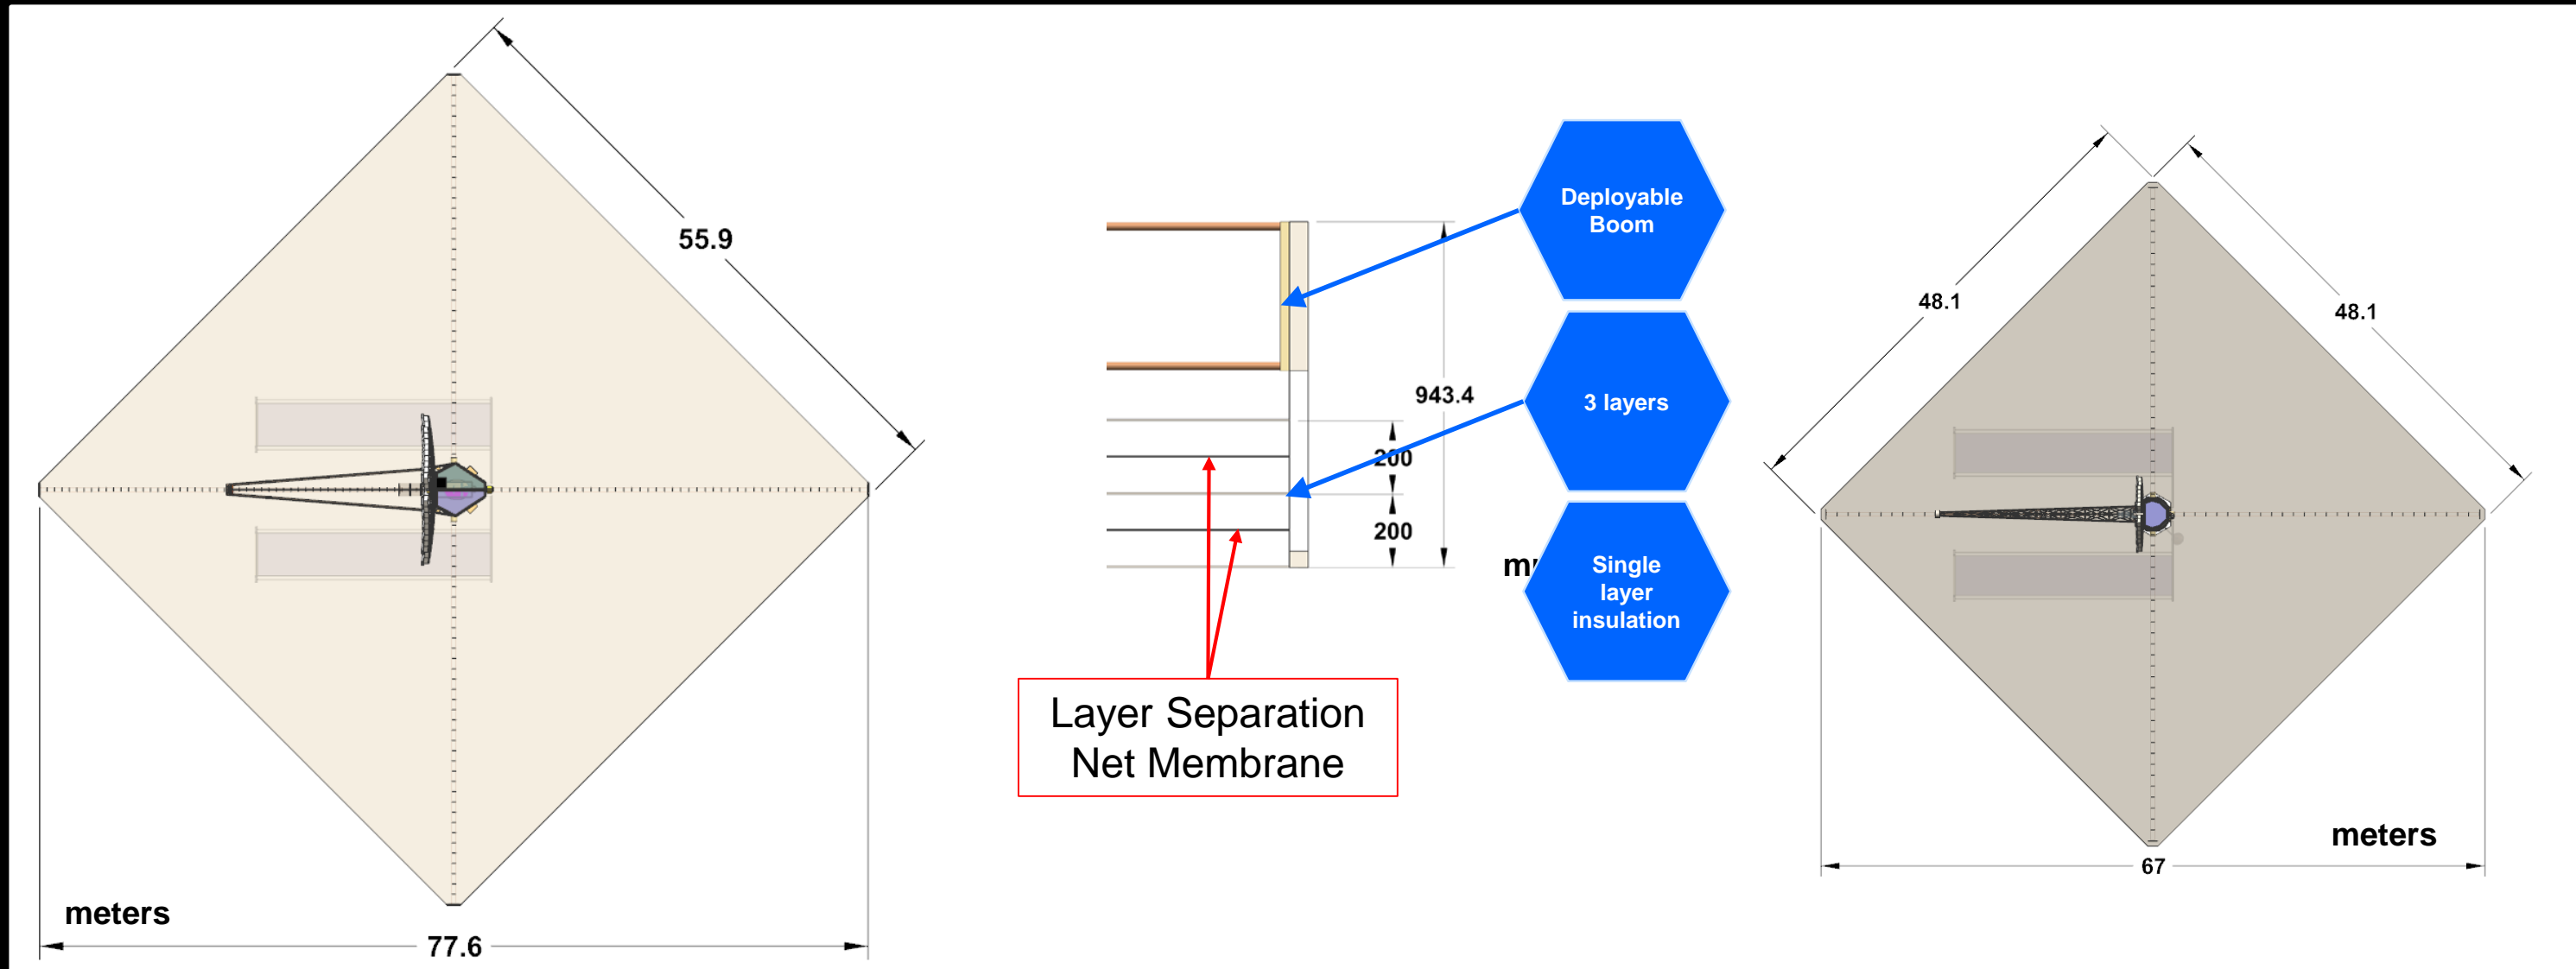 55.9
77.6
meters
943.4
200
200
Deployable
Boom
3 layers
Single
layer
insulation
Layer Separation
Net Membrane
48.1
48.1
meters
67